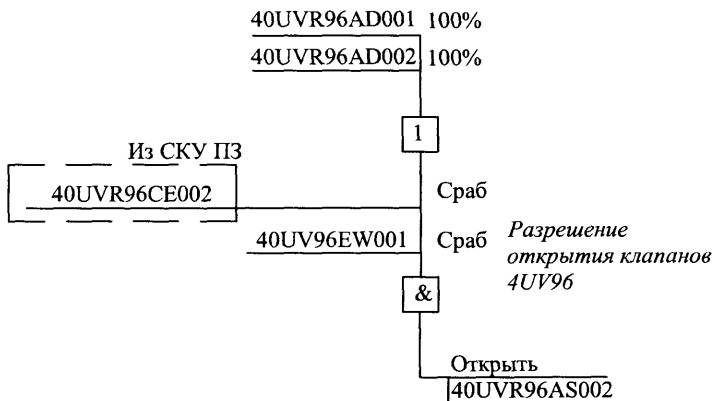 40UVR96AD001 100%
40UVR96AD002 100%
1
Из СКУ ПЗ
40UVR96CE002
Сраб
40UV96EW001 Сраб
Разрешение
открытия клапанов
4UV96
&
Открыть
40UVR96AS002